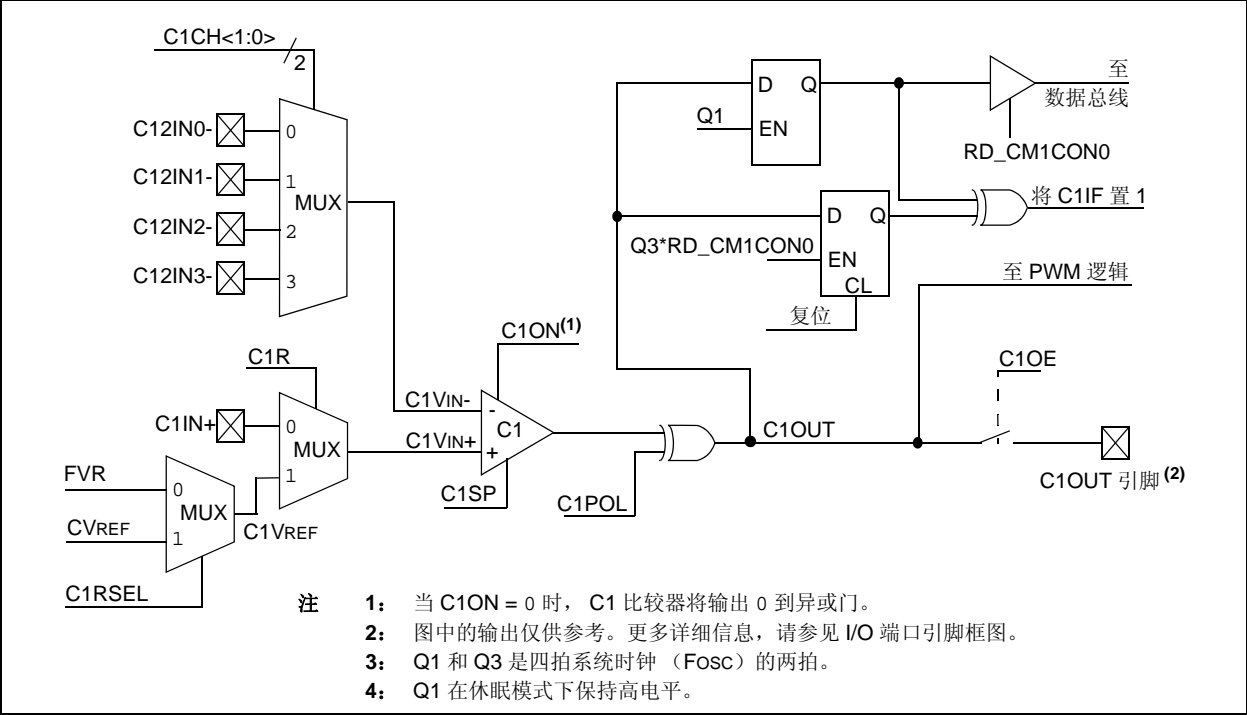 C1CH<1:0>
2
C12IN0-
0
C12IN1-
1
MUX
C12IN2-
2
C12IN3-
3
D Q
Q1
EN
至
数据总线
RD_CM1CON0
将 C1IF 置 1
D Q
Q3*RD_CM1CON0
EN
CL
复位
至 PWM 逻辑
C1ON(1)
C1R
C1OE
C1IN+
0
MUX
1
C1VIN-
-
C1
C1VIN+
+
C1SP
C1POL
C1OUT
C1OUT 引脚 (2)
FVR
0
MUX
CVREF
1
C1VREF
C1RSEL
注 1: 当 C1ON = 0 时, C1 比较器将输出 0 到异或门。
2: 图中的输出仅供参考。更多详细信息，请参见 I/O 端口引脚框图。
3: Q1 和 Q3 是四拍系统时钟 （FOSC）的两拍。
4: Q1 在休眠模式下保持高电平。